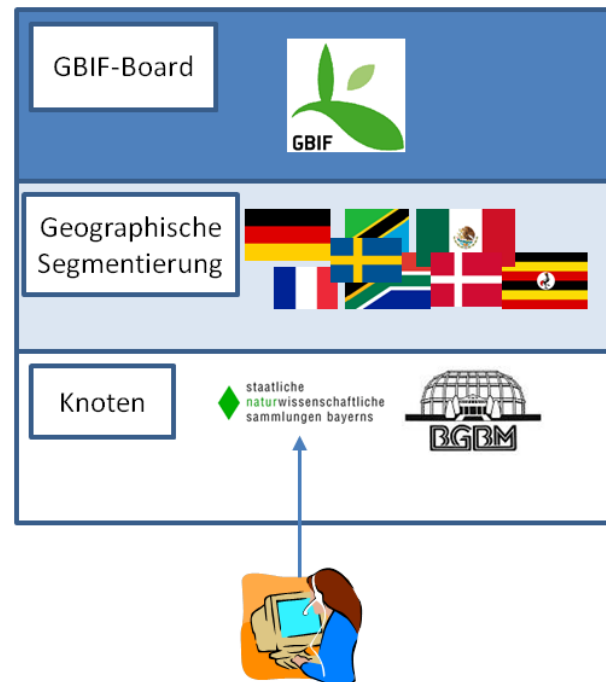 GBIF-Board
GBIF
Geographische
Segmentierung
Knoten
staatliche
naturwissenschaftliche
sammlungen bayerns
BGBM